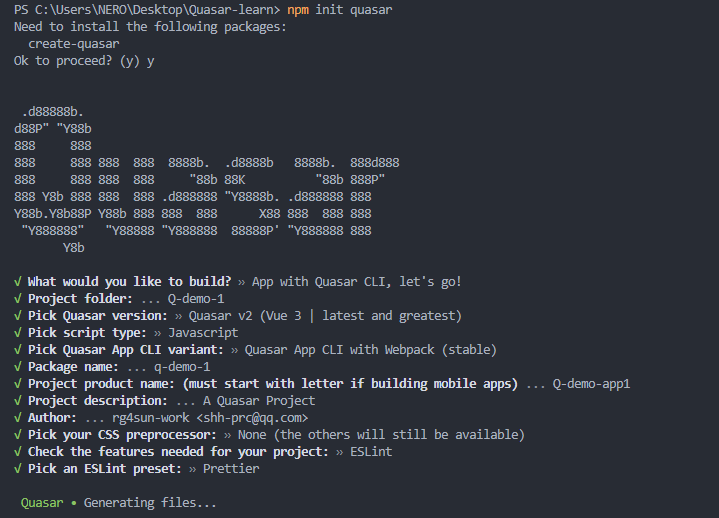 PS C:\Users\NERO\Desktop\Quasar-learn> npm init quasar
Need to install the following packages:
  create-quasar
Ok to proceed? (y) y
 .d88888b.
d88P" "Y88b
888     888
888     888 888  888  8888b.  .d8888b   8888b.  888d888
888     888 888  888     "88b 88K          "88b 888P"
888 Y8b 888 888  888 .d888888 "Y8888b. .d888888 888
Y88b.Y8b88P Y88b 888 888  888      X88 888  888 888
 "Y888888"   "Y88888 "Y888888  88888P' "Y888888 888
       Y8b
√ What would you like to build? » App with Quasar CLI, let's go!
√ Project folder: ... Q-demo-1
√ Pick Quasar version: » Quasar v2 (Vue 3 | latest and greatest)
√ Pick script type: » Javascript
√ Pick Quasar App CLI variant: » Quasar App CLI with Webpack (stable)
√ Package name: ... q-demo-1
√ Project product name: (must start with letter if building mobile apps) ... Q-demo-app1
√ Project description: ... A Quasar Project
√ Author: ... rg4sun-work <shh-prc@qq.com>
√ Pick your CSS preprocessor: » None (the others will still be available)
√ Check the features needed for your project: » ESLint
√ Pick an ESLint preset: » Prettier
 Quasar • Generating files...